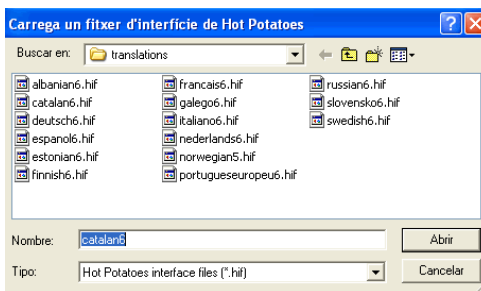 Carrega un fitxer d'interfície de Hot Potatoes
Buscar en: translations
albanian6.hif francais6.hif russian6.hif
catalan6.hif galego6.hif slovensko6.hif
deutsch6.hif italiano6.hif swedish6.hif
espanol6.hif nederlands6.hif
estonian6.hif norwegian5.hif
finnish6.hif portugueseuropeu6.hif
Nombre: catalan6 Abrir
Tipo: Hot Potatoes interface files (*.hif) Cancelar